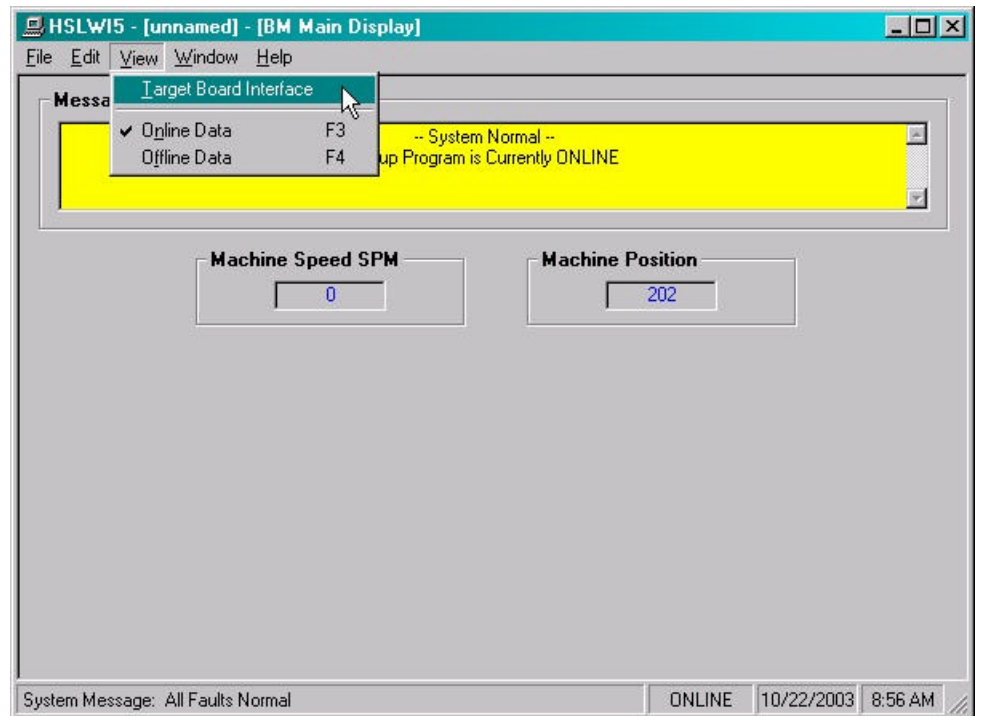 HSLWI5 - [unnamed] - [BM Main Display]
File Edit View Window Help
Target Board Interface
Messa
✔ Online Data F3
Offline Data F4
-- System Normal --
up Program is Currently ONLINE
Machine Speed SPM
0
Machine Position
202
System Message: All Faults Normal
ONLINE
10/22/2003
8:56 AM